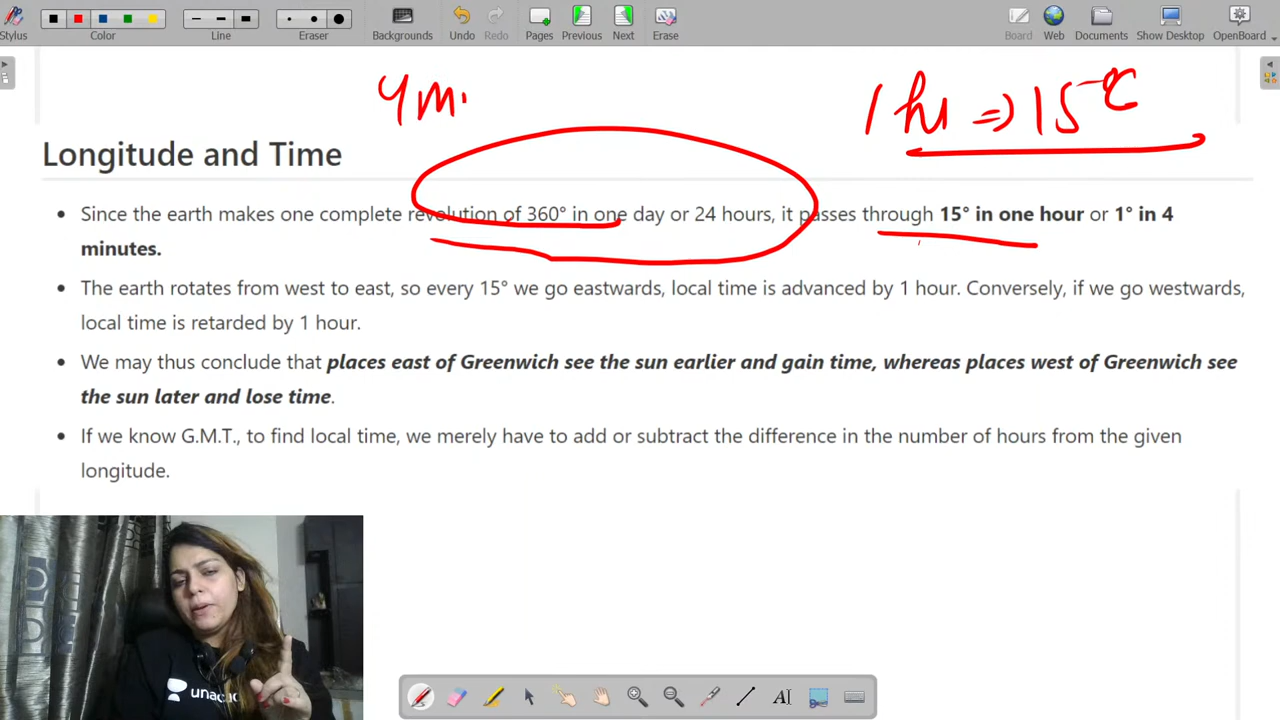 Stylus
Color
Line
Eraser
Backgrounds
Undo
Redo
Pages
Previous
Next
Erase
Board
Web
Documents
Show Desktop
OpenBoard
4 m.
1 hr => 15°C
Longitude and Time
• Since the earth makes one complete revolution of 360° in one day or 24 hours, it passes through 15° in one hour or 1° in 4
minutes.
• The earth rotates from west to east, so every 15° we go eastwards, local time is advanced by 1 hour. Conversely, if we go westwards,
local time is retarded by 1 hour.
• We may thus conclude that places east of Greenwich see the sun earlier and gain time, whereas places west of Greenwich see
the sun later and lose time.
• If we know G.M.T., to find local time, we merely have to add or subtract the difference in the number of hours from the given
longitude.